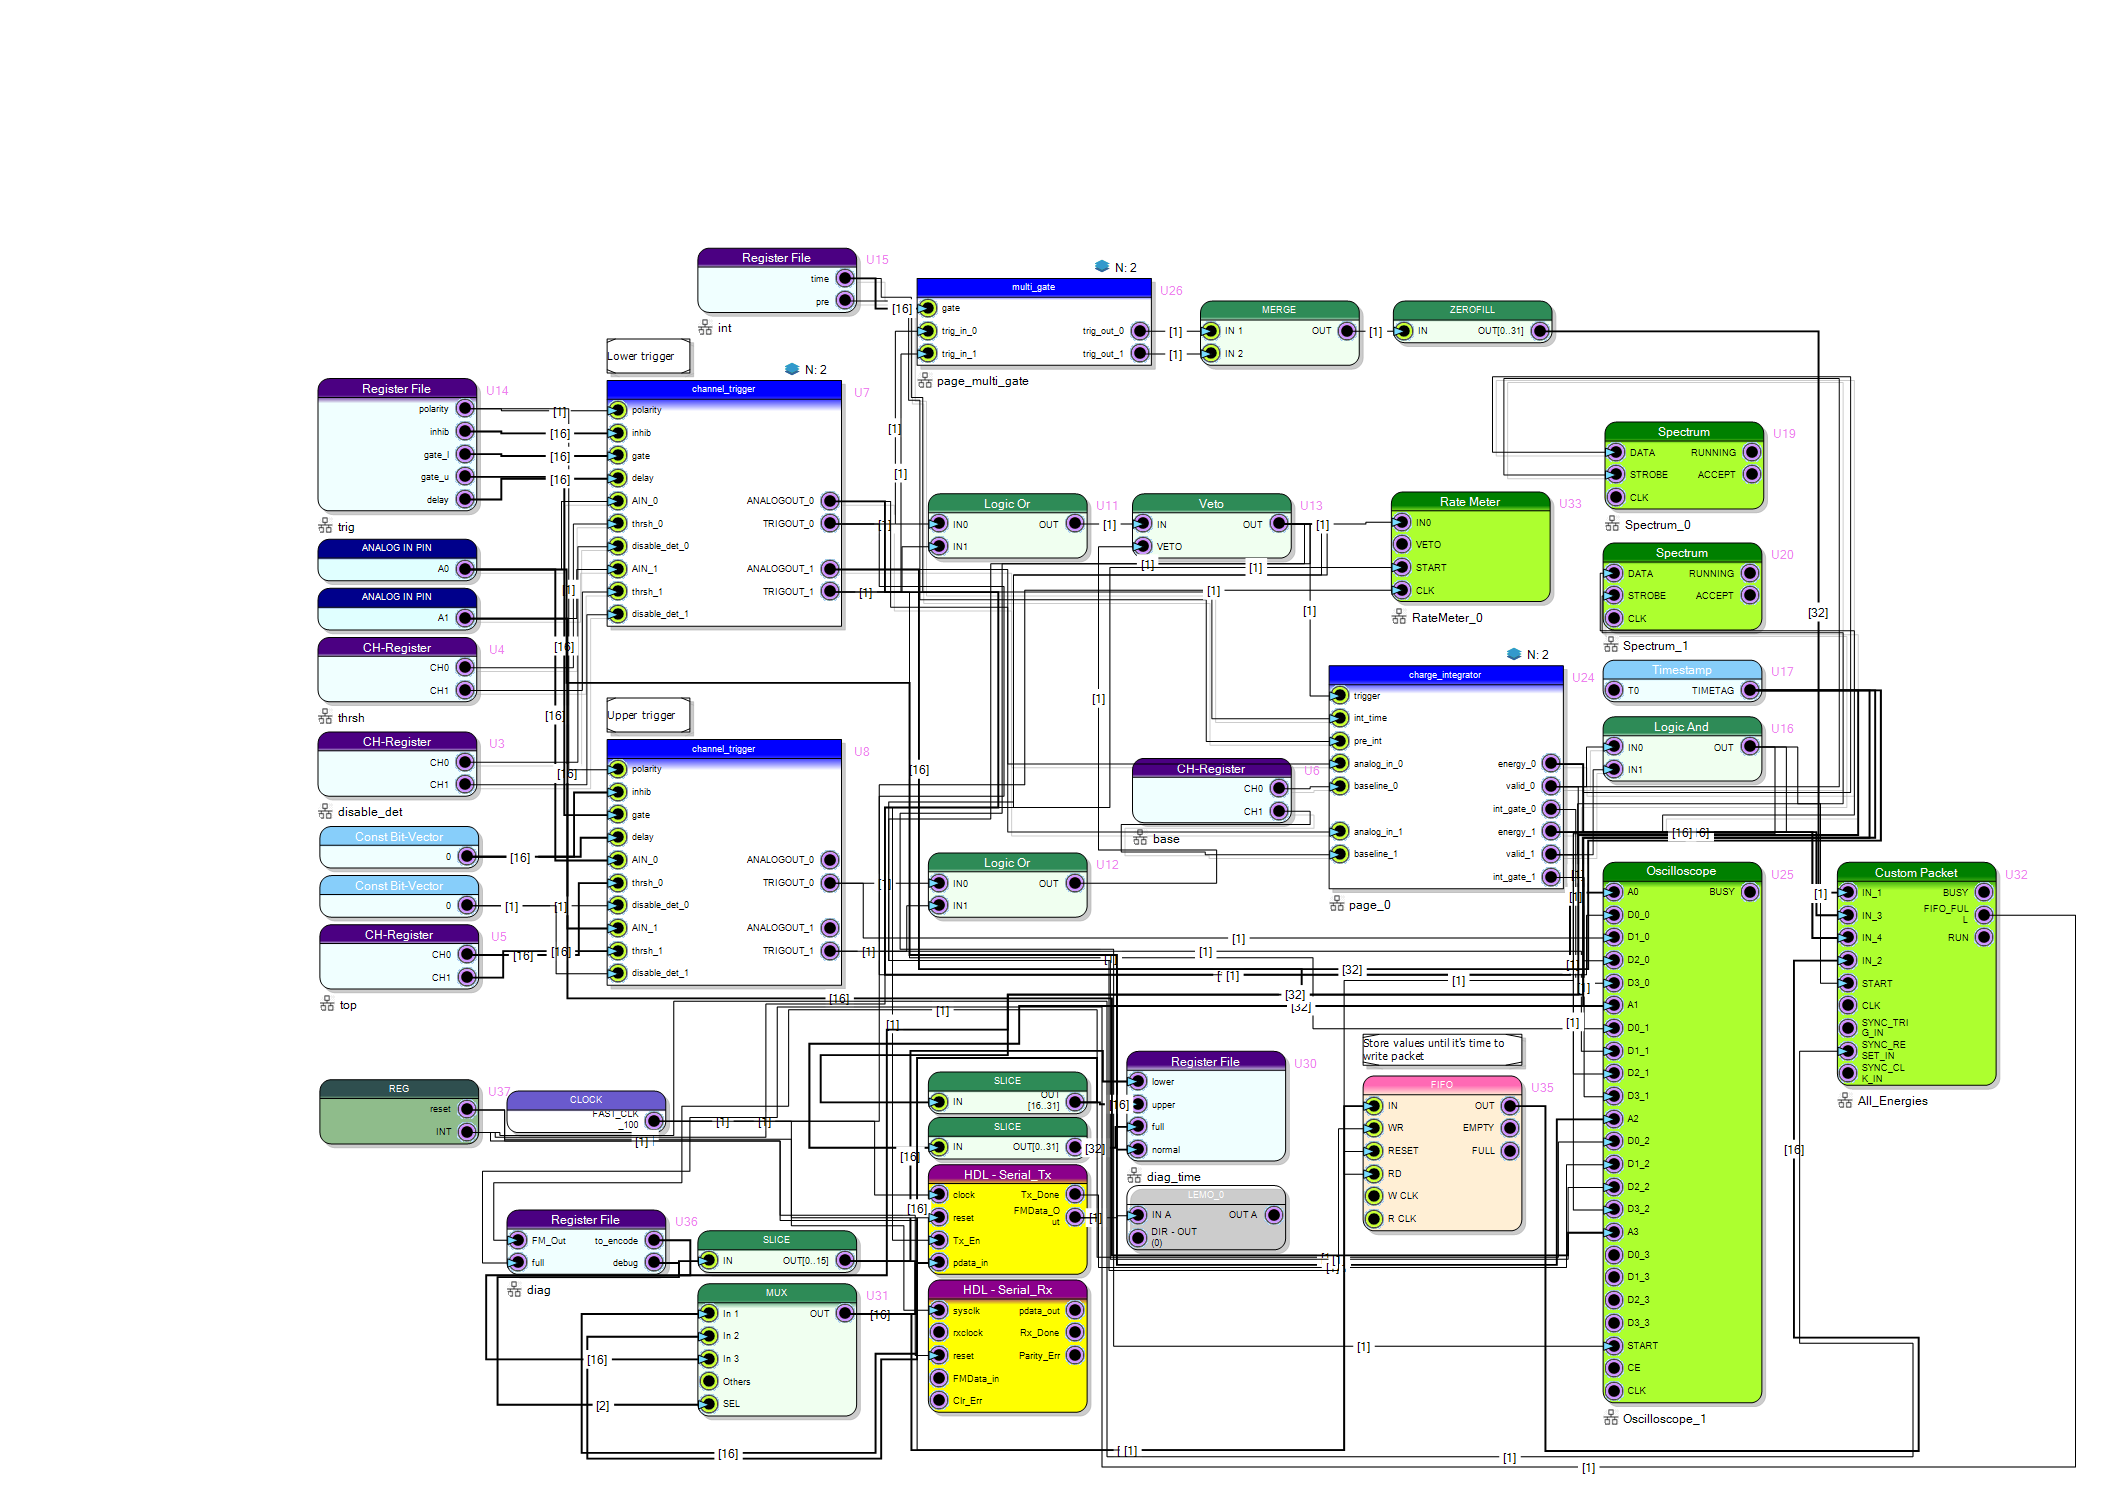 Register File
U15
time
pre
int
[16]
N: 2
multi_gate
U26
gate
trig_in_0
trig_in_1
trig_out_0
trig_out_1
page_multi_gate
[1]
[1]
MERGE
IN 1
IN 2
OUT
[1]
ZEROFILL
IN
OUT[0..31]
Lower trigger
N: 2
Register File
U14
polarity
inhib
gate_l
gate_u
delay
trig
[1]
[16]
[16]
[16]
channel_trigger
U7
polarity
inhib
gate
delay
AIN_0
thrsh_0
disable_det_0
AIN_1
thrsh_1
disable_det_1
ANALOGOUT_0
TRIGOUT_0
ANALOGOUT_1
TRIGOUT_1
[1]
[1]
[1]
[1]
ANALOG IN PIN
A0
ANALOG IN PIN
A1
CH-Register
U4
CH0
CH1
thrsh
CH-Register
U3
CH0
CH1
disable_det
[1]
[16]
[16]
[16]
Logic Or
U11
IN0
IN1
OUT
[1]
Veto
U13
IN
VETO
OUT
[1]
[1]
[1]
[1]
[1]
[1]
Rate Meter
U33
IN0
VETO
START
CLK
RateMeter_0
Spectrum
U19
DATA
STROBE
CLK
RUNNING
ACCEPT
Spectrum_0
Spectrum
U20
DATA
STROBE
CLK
RUNNING
ACCEPT
Spectrum_1
[32]
Timestamp
U17
T0
TIMETAG
Logic And
U16
IN0
IN1
OUT
N: 2
charge_integrator
U24
trigger
int_time
pre_int
analog_in_0
baseline_0
analog_in_1
baseline_1
energy_0
valid_0
int_gate_0
energy_1
valid_1
int_gate_1
page_0
[16]
CH-Register
U6
CH0
CH1
base
Upper trigger
channel_trigger
U8
polarity
inhib
gate
delay
AIN_0
thrsh_0
disable_det_0
AIN_1
thrsh_1
disable_det_1
ANALOGOUT_0
TRIGOUT_0
ANALOGOUT_1
TRIGOUT_1
[16]
[1]
[1]
Const Bit-Vector
0
[16]
Const Bit-Vector
0
[1]
[1]
CH-Register
U5
CH0
CH1
top
[16]
[16]
Logic Or
U12
IN0
IN1
OUT
[1]
[32]
[1]
[1]
[32]
[32]
[16]
[1]
[1]
[1]
[1]
[1]
Oscilloscope
U25
A0
D0_0
D1_0
D2_0
D3_0
A1
D0_1
D1_1
D2_1
D3_1
A2
D0_2
D1_2
D2_2
D3_2
A3
D0_3
D1_3
D2_3
D3_3
START
CE
CLK
BUSY
Oscilloscope_1
[1]
Custom Packet
U32
IN_1
IN_3
IN_4
IN_2
START
CLK
SYNC_TRI
G_IN
SYNC_RE
SET_IN
SYNC_CL
K_IN
BUSY
FIFO_FUL
L
RUN
All_Energies
[16]
REG
U37
reset
INT
CLOCK
FAST_CLK
_100
[1]
[1]
[1]
SLICE
IN
OUT
[16..31]
SLICE
IN
OUT[0..31]
[16]
[16]
[32]
Register File
U30
lower
upper
full
normal
diag_time
Store values until it's time to
write packet
FIFO
U35
IN
WR
RESET
RD
W CLK
R CLK
OUT
EMPTY
FULL
HDL - Serial_Tx
clock
reset
Tx_En
pdata_in
Tx_Done
FMData_O
ut
[16]
[1]
LEMO_0
IN A
DIR - OUT
(0)
OUT A
Register File
U36
FM_Out
full
to_encode
debug
diag
SLICE
IN
OUT[0..15]
MUX
U31
In 1
In 2
In 3
Others
SEL
OUT
[16]
[16]
[2]
[16]
HDL - Serial_Rx
sysclk
rxclock
reset
FMData_in
Clr_Err
pdata_out
Rx_Done
Parity_Err
[1]
[1]
[1]
[1]